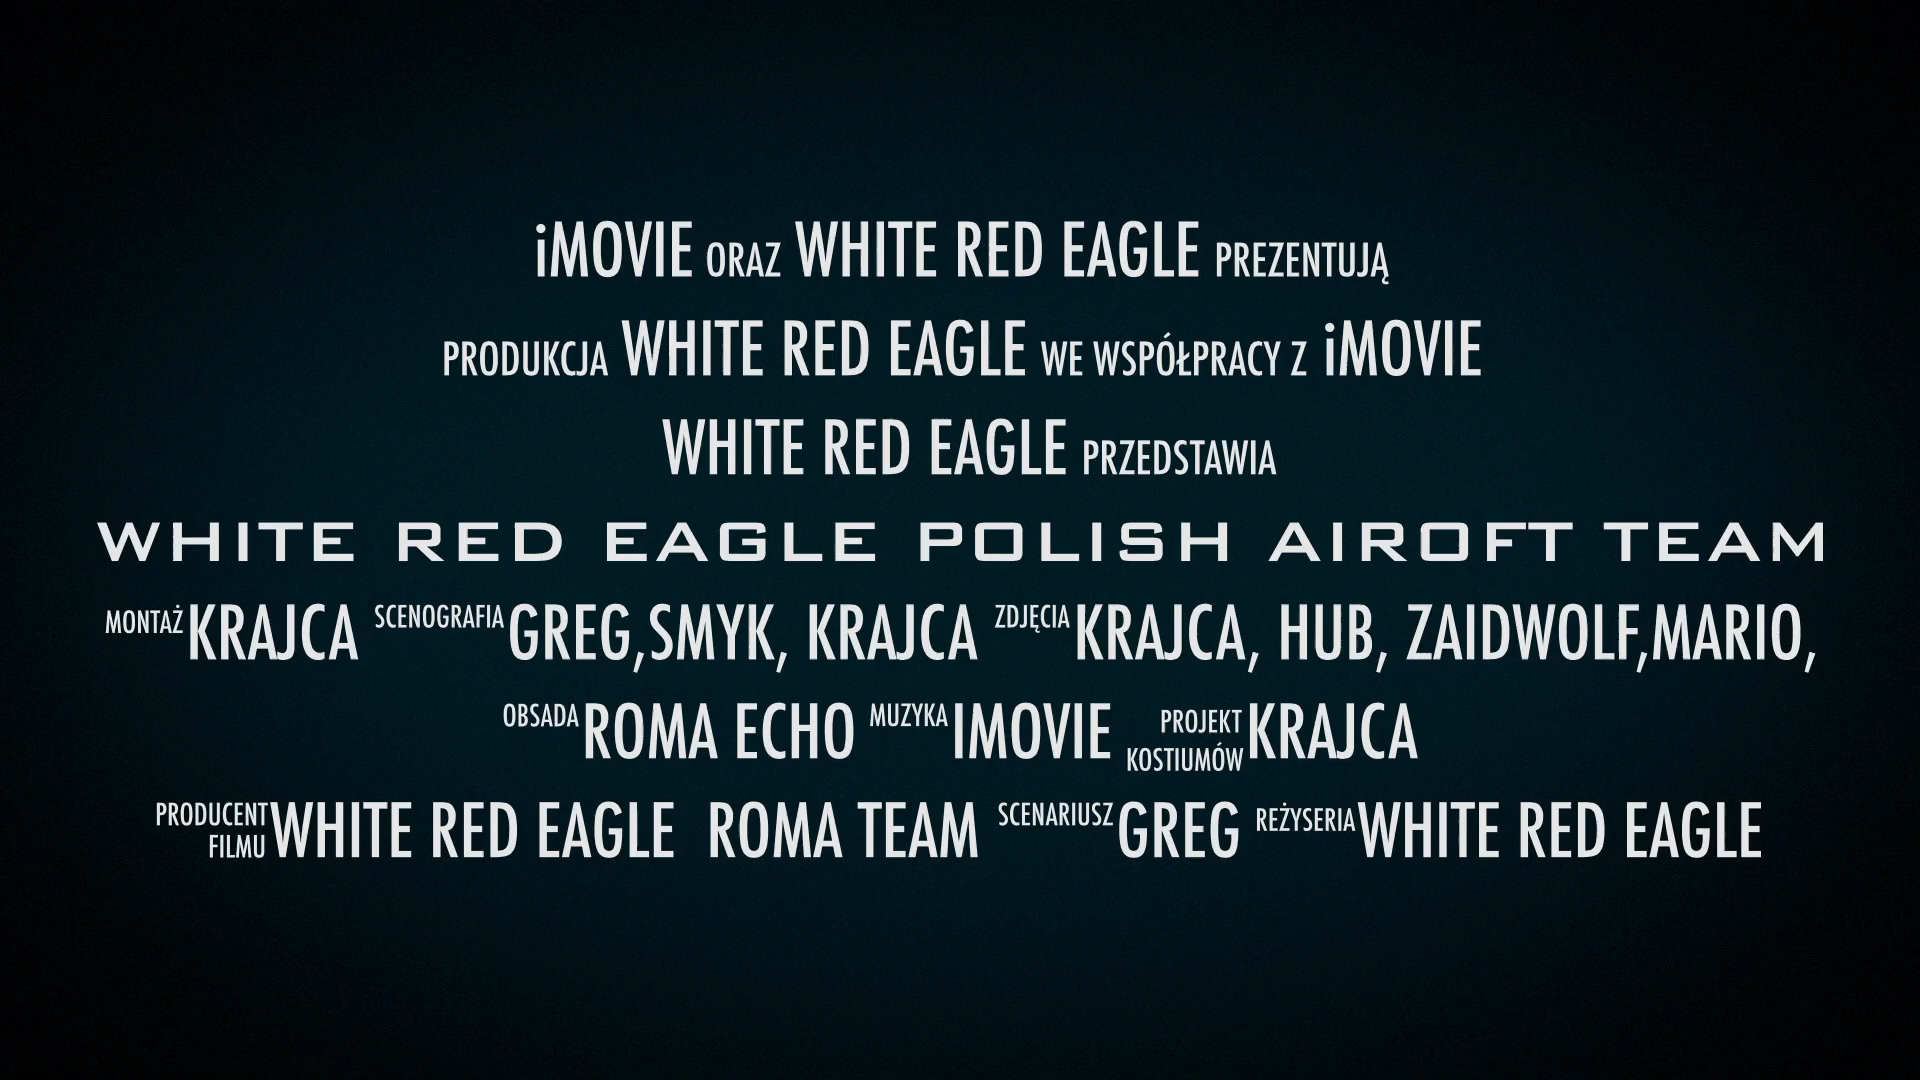 iMOVIE ORAZ WHITE RED EAGLE PREZENTUJĄ
PRODUKCJA WHITE RED EAGLE WE WSPÓŁPRACY Z iMOVIE
WHITE RED EAGLE PRZEDSTAWIA
WHITE RED EAGLE POLISH AIROFT TEAM
MONTAŻ KRAJCA SCENOGRAFIA GREG,SMYK, KRAJCA ZDJĘCIA KRAJCA, HUB, ZAIDWOLF,MARIO,
OBSADA ROMA ECHO MUZYKA IMOVIE PROJEKT KOSTIUMÓW KRAJCA
PRODUCENT FILMU WHITE RED EAGLE ROMA TEAM SCENARIUSZ GREG REŻYSERIA WHITE RED EAGLE